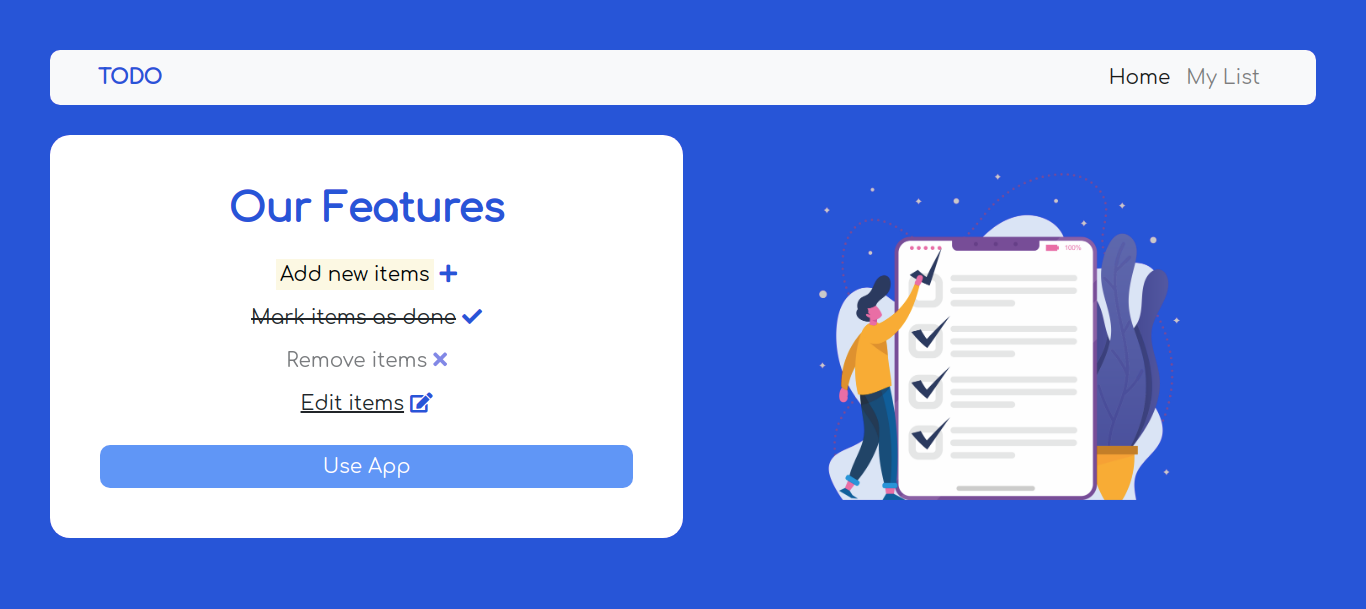 TODO
Home My List
Our Features
Add new items
Mark items as done
Remove items
Edit items
Use App
100%